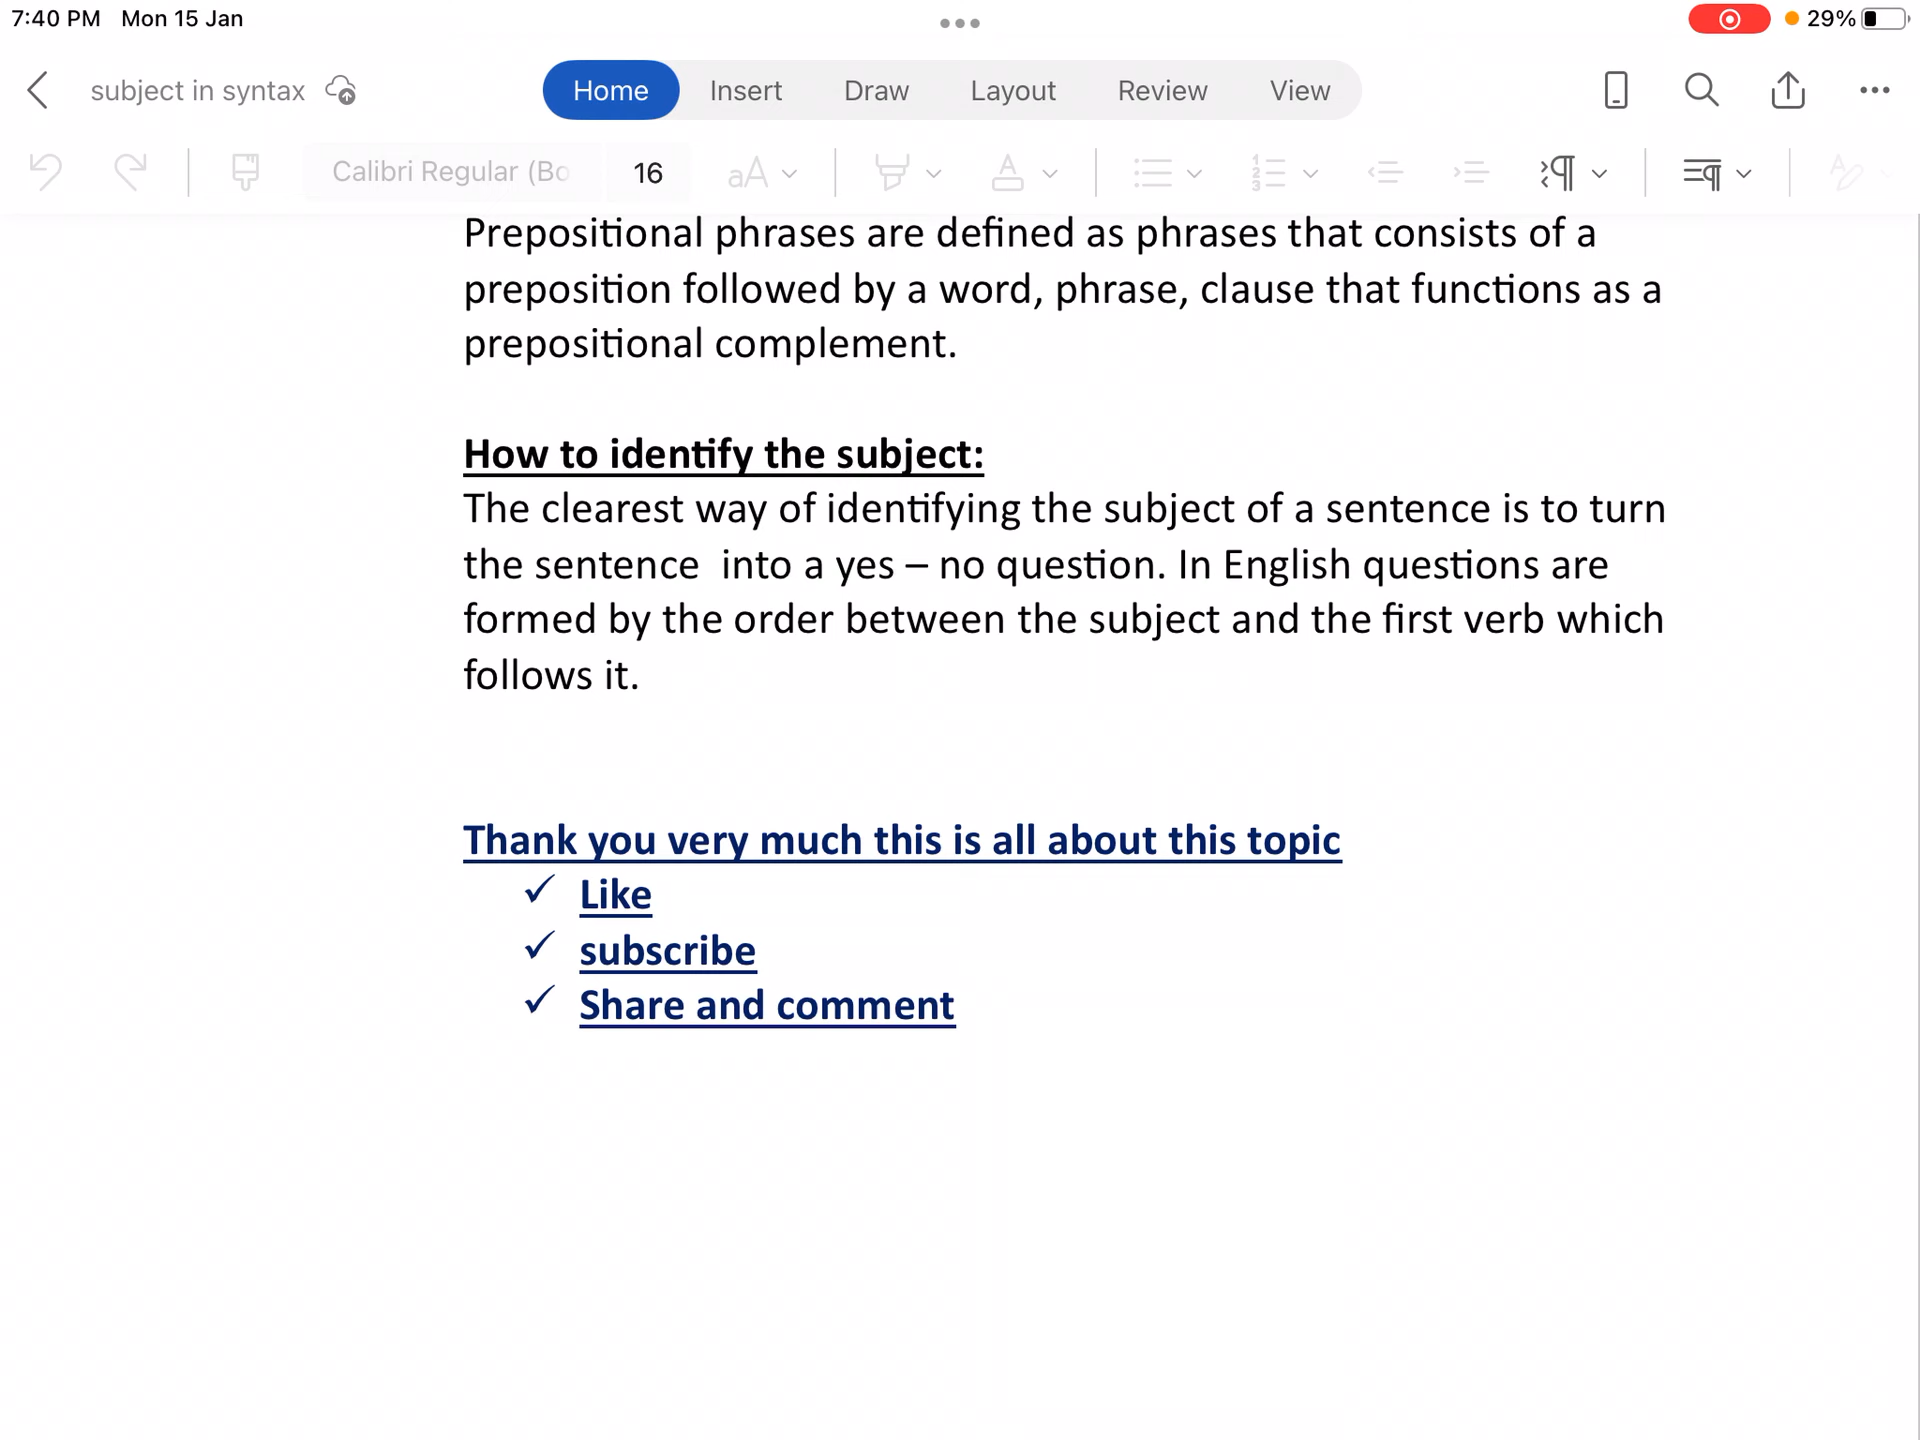 7:40 PM Mon 15 Jan
29%
subject in syntax
Home Insert Draw Layout Review View
Calibri Regular (Bo 16
Prepositional phrases are defined as phrases that consists of a
preposition followed by a word, phrase, clause that functions as a
prepositional complement.
How to identify the subject:
The clearest way of identifying the subject of a sentence is to turn
the sentence  into a yes – no question. In English questions are
formed by the order between the subject and the first verb which
follows it.
Thank you very much this is all about this topic
✓ Like
✓ subscribe
✓ Share and comment